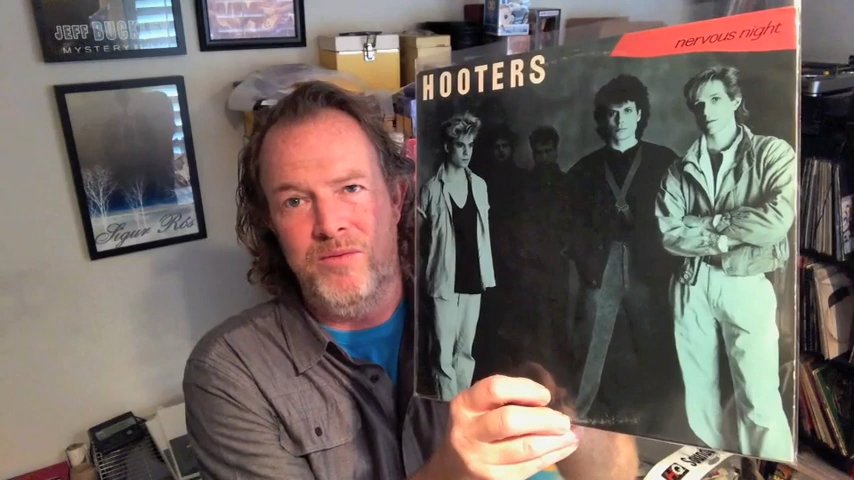 JEFF BUCK
MYSTERY
Sigur Rós
HOOTERS
nervous night